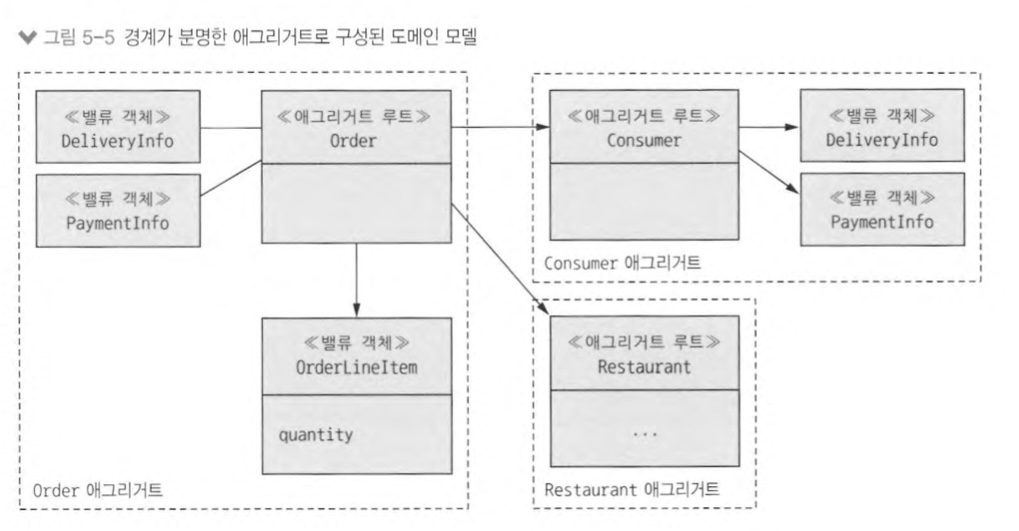 그림 5-5 경계가 분명한 애그리거트로 구성된 도메인 모델
≪밸류 객체≫
DeliveryInfo
≪밸류 객체≫
PaymentInfo
≪애그리거트 루트≫
Order
≪밸류 객체≫
OrderLineItem
quantity
Order 애그리거트
≪애그리거트 루트≫
Consumer
≪밸류 객체≫
DeliveryInfo
≪밸류 객체≫
PaymentInfo
Consumer 애그리거트
≪애그리거트 루트≫
Restaurant
...
Restaurant 애그리거트